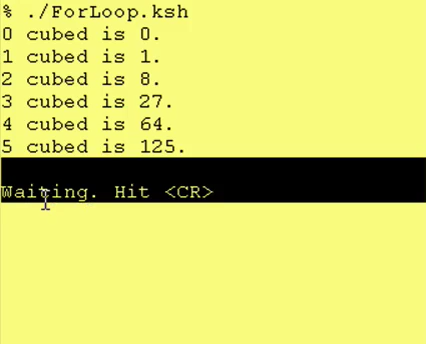 % ./ForLoop.ksh
0 cubed is 0.
1 cubed is 1.
2 cubed is 8.
3 cubed is 27.
4 cubed is 64.
5 cubed is 125.
Waiting. Hit <CR>